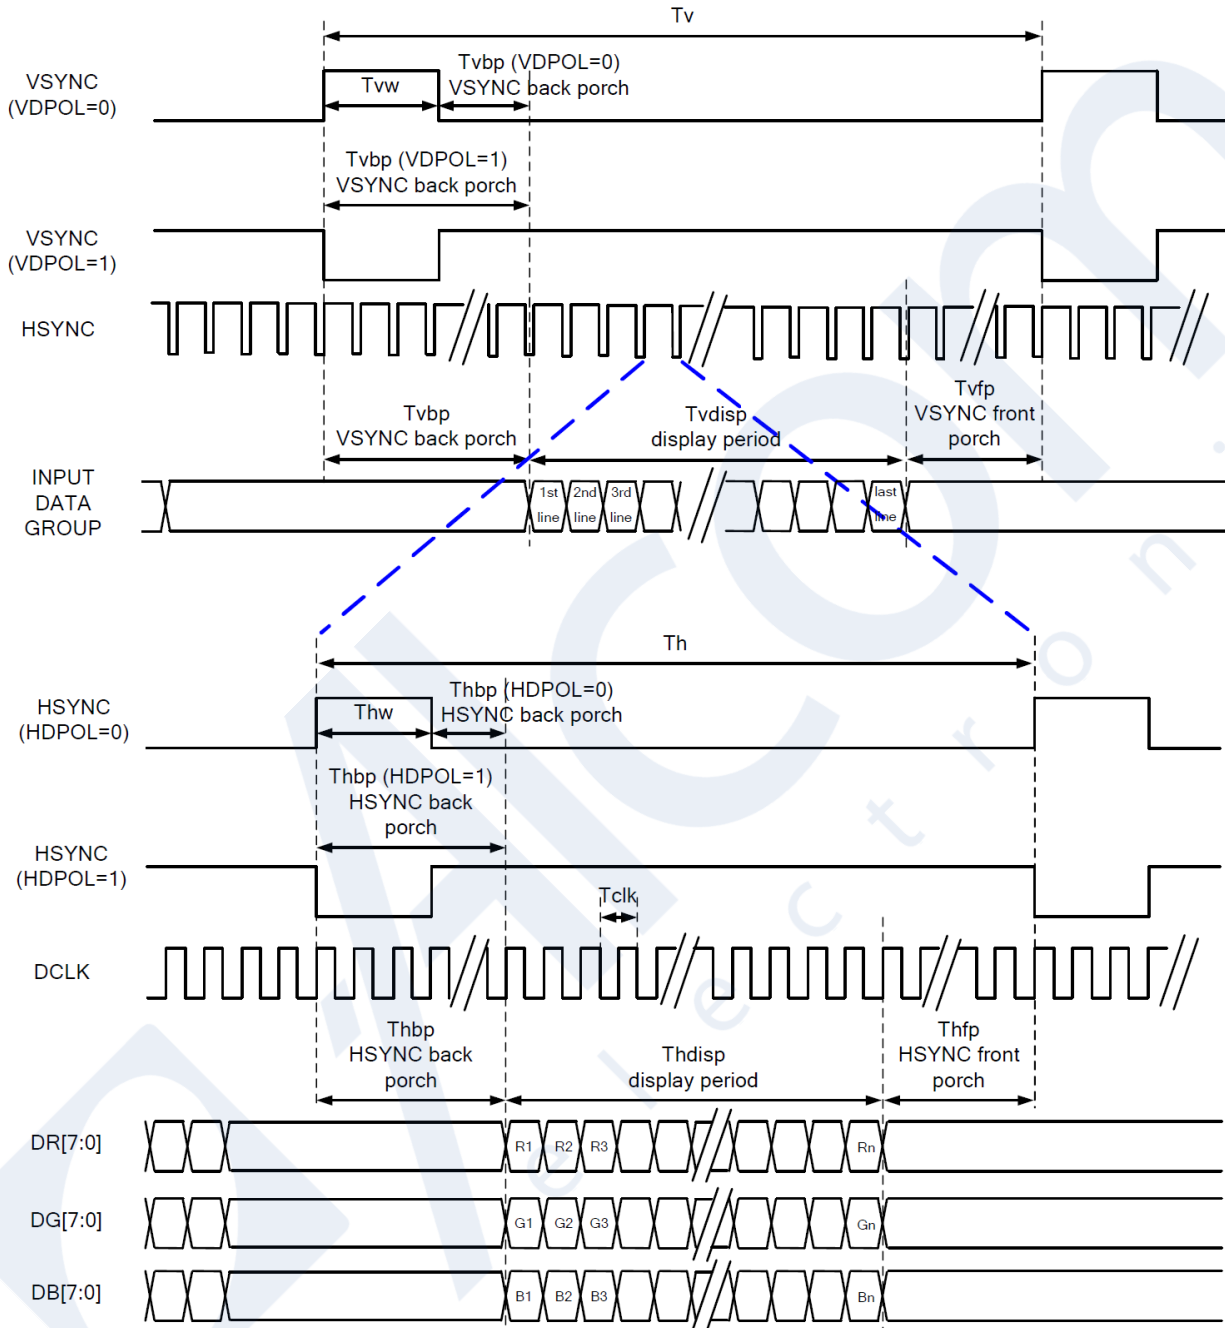 Tv
VSYNC
(VDPOL=0)
Tvw
Tvbp (VDPOL=0)
VSYNC back porch
Tvbp (VDPOL=1)
VSYNC back porch
VSYNC
(VDPOL=1)
HSYNC
Tvbp
VSYNC back porch
Tvdisp
display period
Tvfp
VSYNC front
porch
INPUT
DATA
GROUP
1st
line
2nd
line
3rd
line
last
line
Th
HSYNC
(HDPOL=0)
Thw
Thbp (HDPOL=0)
HSYNC back porch
Thbp (HDPOL=1)
HSYNC back
porch
HSYNC
(HDPOL=1)
Tclk
DCLK
Thbp
HSYNC back
porch
Thdisp
display period
Thfp
HSYNC front
porch
DR[7:0]
R1 R2 R3 Rn
DG[7:0]
G1 G2 G3 Gn
DB[7:0]
B1 B2 B3 Bn